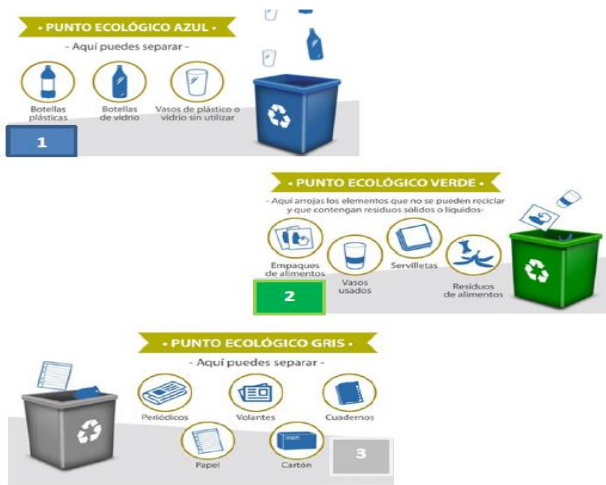 • PUNTO ECOLÓGICO AZUL •
- Aquí puedes separar -
Botellas plásticas
Botellas de vidrio
Vasos de plástico o vidrio sin utilizar
1
• PUNTO ECOLÓGICO VERDE •
- Aquí arrojas los elementos que no se pueden reciclar
y que contengan residuos sólidos o líquidos-
Empaques de alimentos
Vasos usados
Servilletas
Residuos de alimentos
2
• PUNTO ECOLÓGICO GRIS •
- Aquí puedes separar -
Periódicos
Volantes
Cuadernos
Papel
Cartón
3